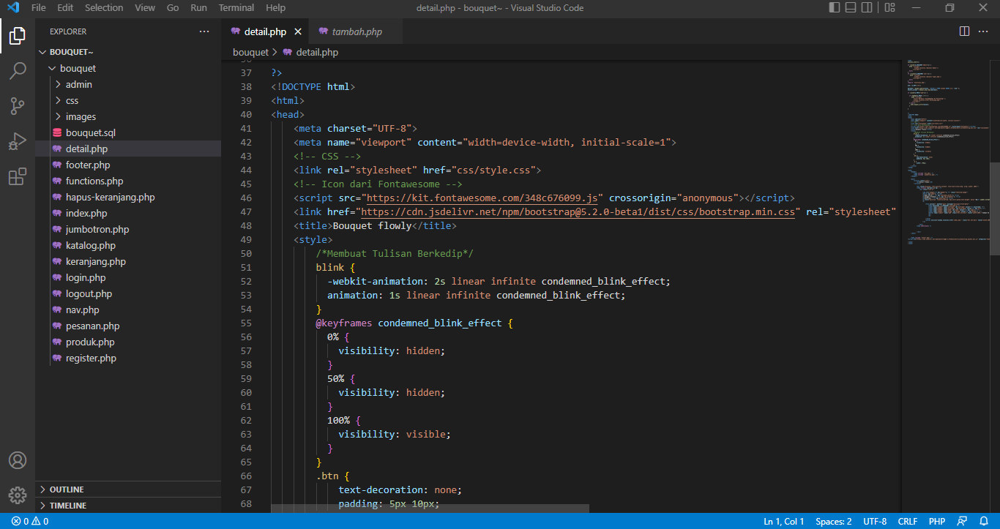 File Edit Selection View Go Run Terminal Help
detail.php - bouquet~ - Visual Studio Code
EXPLORER
BOUQUET~
bouquet
admin
css
images
bouquet.sql
detail.php
footer.php
functions.php
hapus-keranjang.php
index.php
jumbotron.php
katalog.php
keranjang.php
login.php
logout.php
nav.php
pesanan.php
produk.php
register.php
OUTLINE
TIMELINE
detail.php
tambah.php
bouquet > detail.php
37 ?>
38 <!DOCTYPE html>
39 <html>
40 <head>
41 <meta charset="UTF-8">
42 <meta name="viewport" content="width=device-width, initial-scale=1">
43 <!-- CSS -->
44 <link rel="stylesheet" href="css/style.css">
45 <!-- Icon dari Fontawesome -->
46 <script src="https://kit.fontawesome.com/348c676099.js" crossorigin="anonymous"></script>
47 <link href="https://cdn.jsdelivr.net/npm/bootstrap@5.2.0-beta1/dist/css/bootstrap.min.css" rel="stylesheet"
48 <title>Bouquet flowly</title>
49 <style>
50 /*Membuat Tulisan Berkedip*/
51 blink {
52 -webkit-animation: 2s linear infinite condemned_blink_effect;
53 animation: 1s linear infinite condemned_blink_effect;
54 }
55 @keyframes condemned_blink_effect {
56 0% {
57 visibility: hidden;
58 }
59 50% {
60 visibility: hidden;
61 }
62 100% {
63 visibility: visible;
64 }
65 }
66 .btn {
67 text-decoration: none;
68 padding: 5px 10px;
0 0
Ln 1, Col 1 Spaces: 2 UTF-8 CRLF PHP